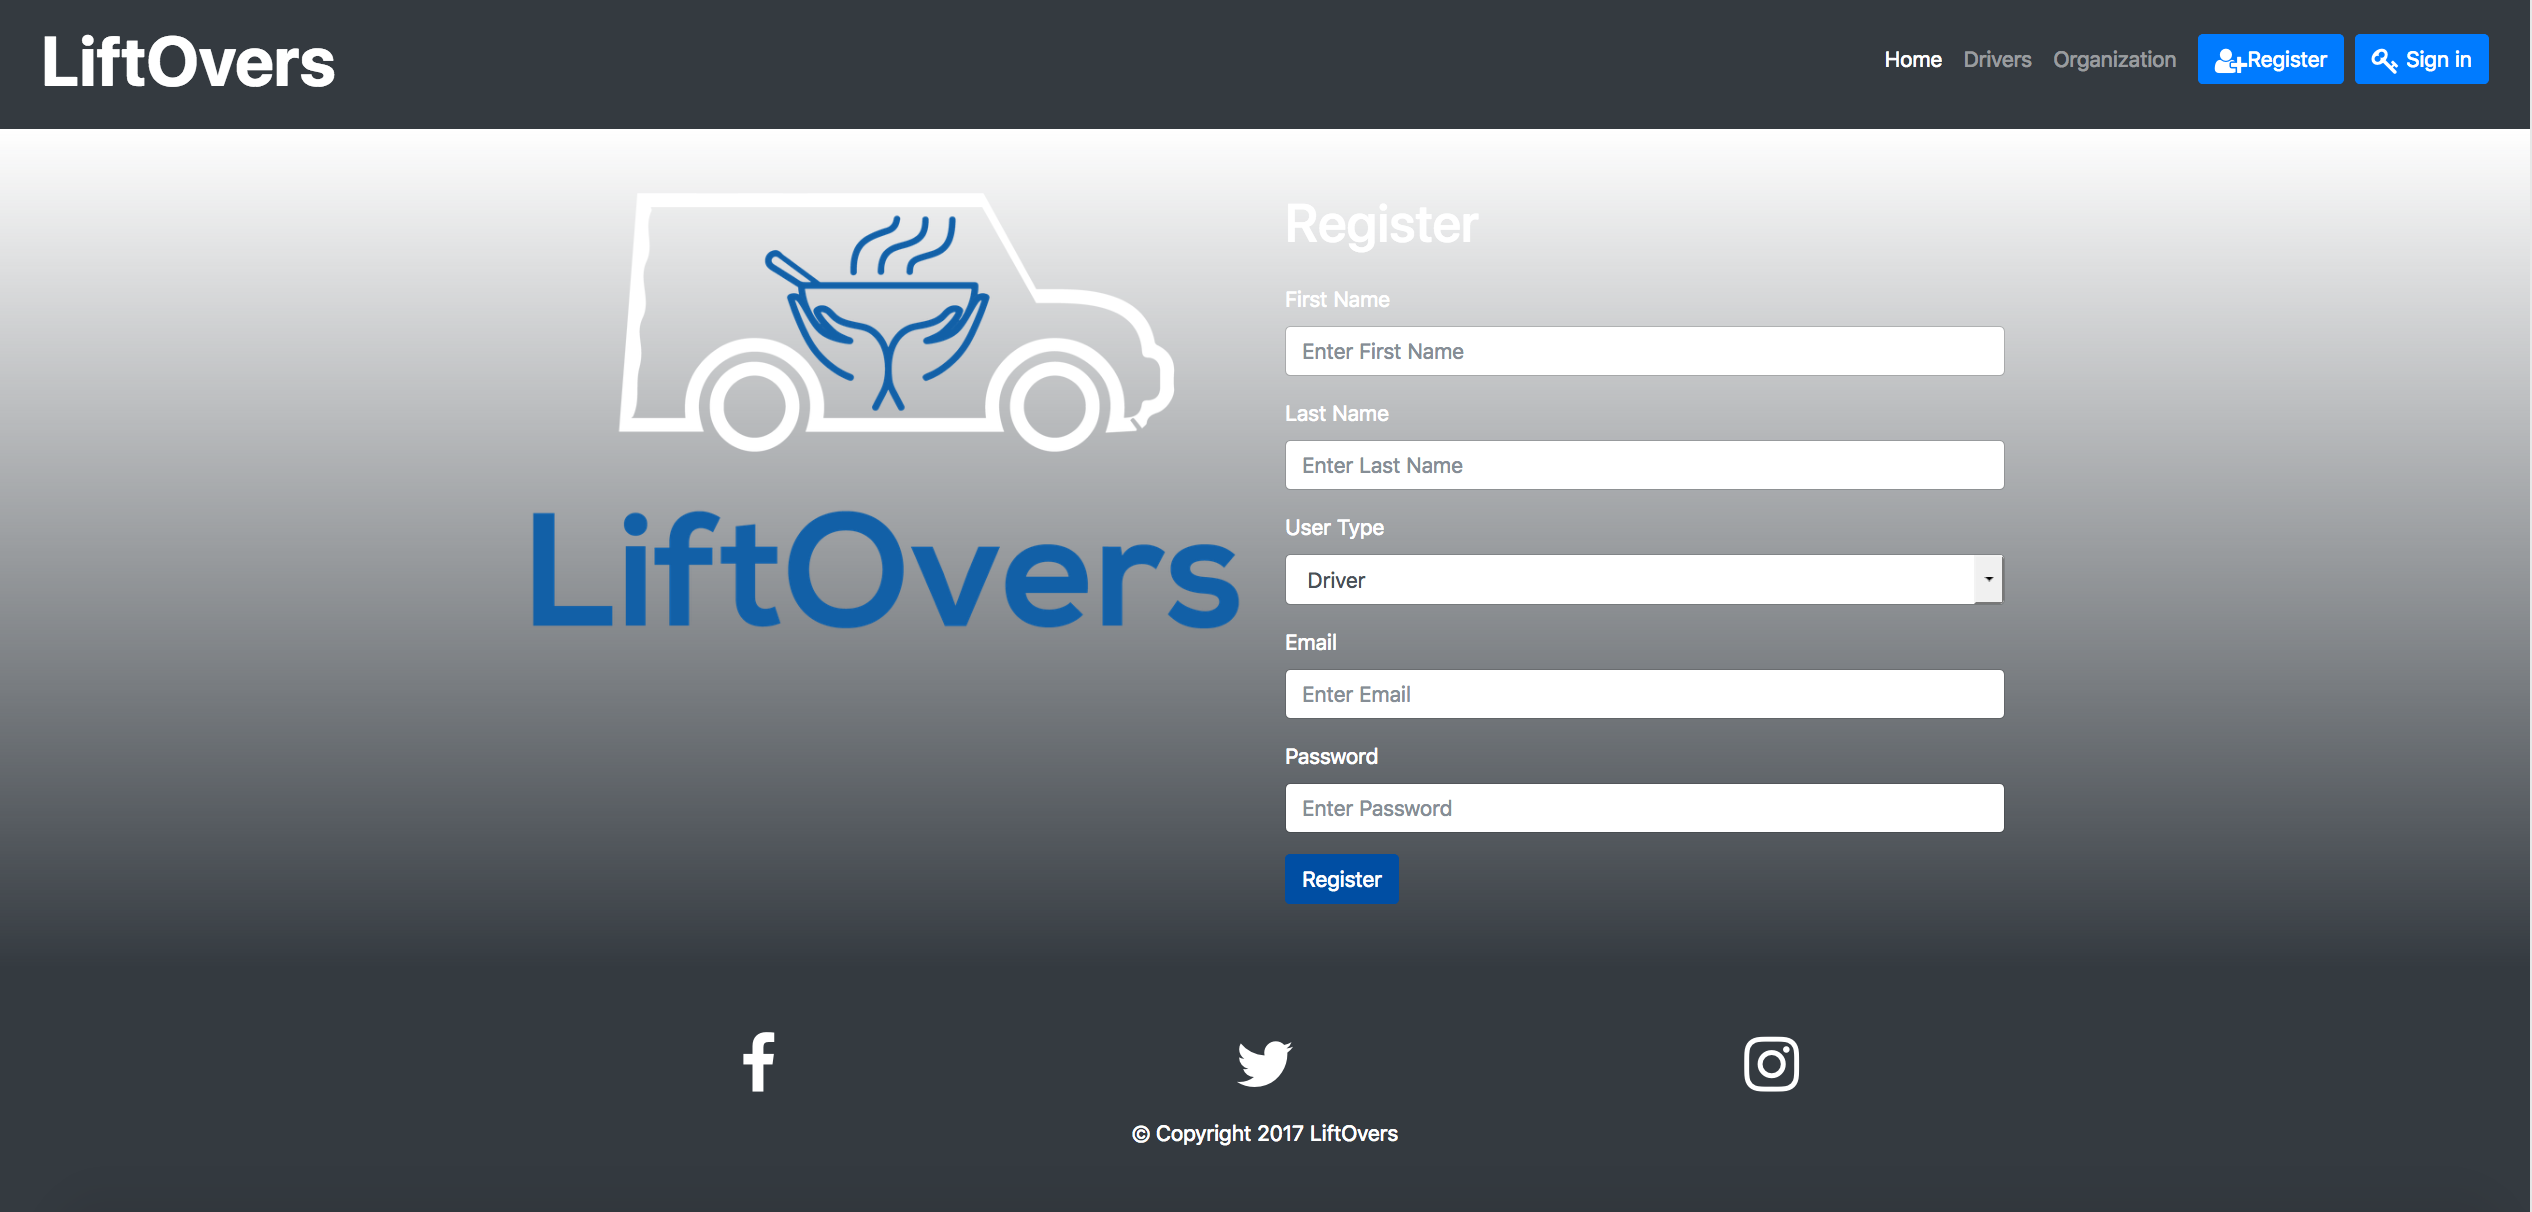 LiftOvers
Home Drivers Organization Register Sign in
LiftOvers
Register
First Name
Enter First Name
Last Name
Enter Last Name
User Type
Driver
Email
Enter Email
Password
Enter Password
Register
© Copyright 2017 LiftOvers